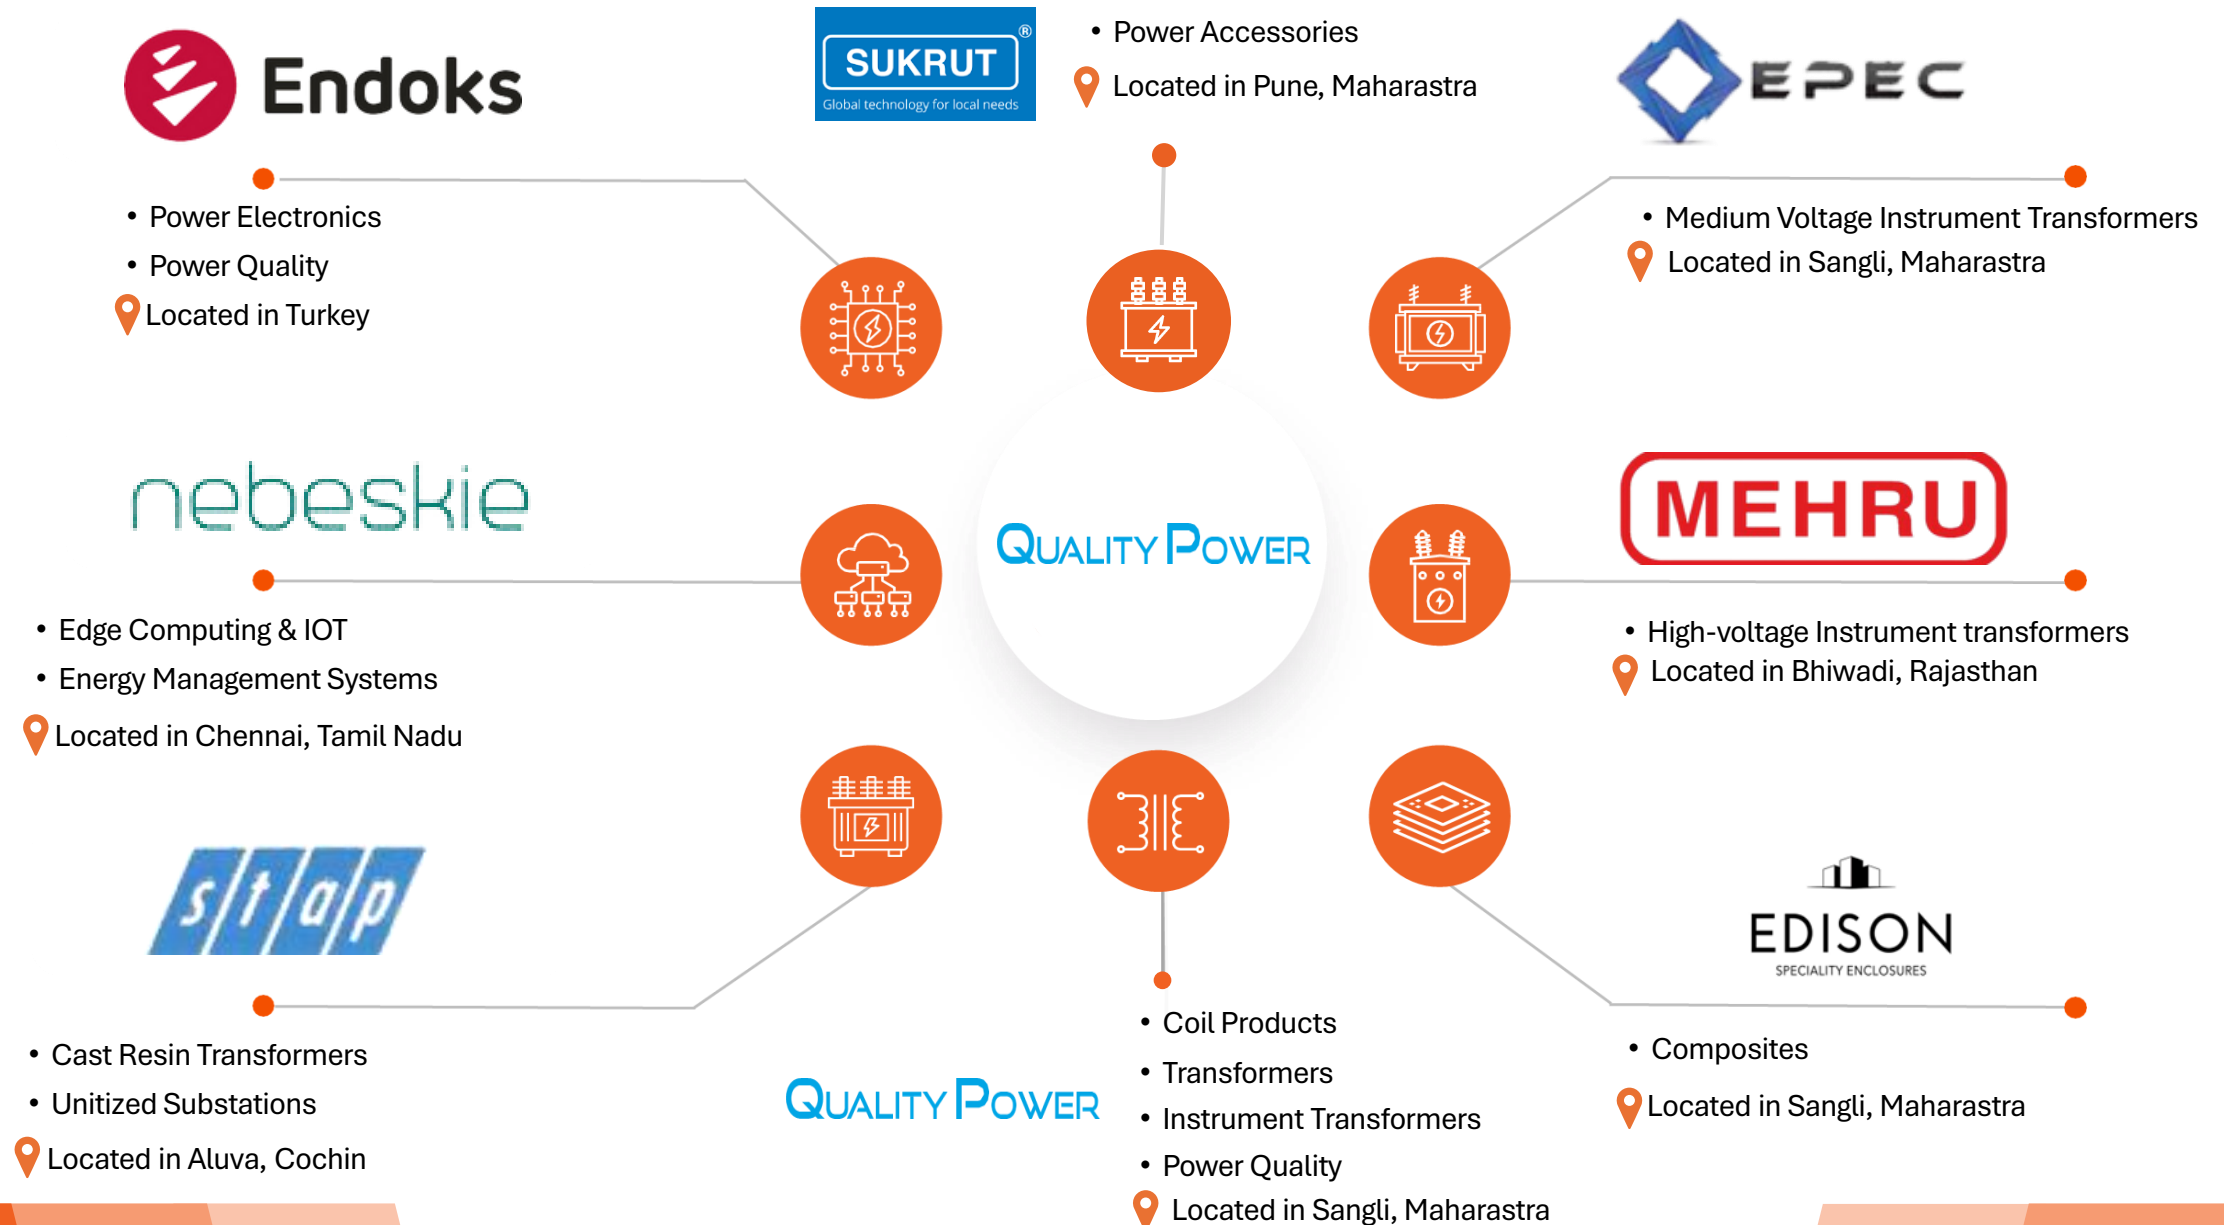 Endoks
• Power Electronics
• Power Quality
Located in Turkey
SUKRUT
®
Global technology for local needs
• Power Accessories
Located in Pune, Maharastra
EPEC
• Medium Voltage Instrument Transformers
Located in Sangli, Maharastra
nebeskie
• Edge Computing & IOT
• Energy Management Systems
Located in Chennai, Tamil Nadu
QUALITY POWER
MEHRU
• High-voltage Instrument transformers
Located in Bhiwadi, Rajasthan
stap
• Cast Resin Transformers
• Unitized Substations
Located in Aluva, Cochin
QUALITY POWER
• Coil Products
• Transformers
• Instrument Transformers
• Power Quality
Located in Sangli, Maharastra
EDISON
SPECIALITY ENCLOSURES
• Composites
Located in Sangli, Maharastra